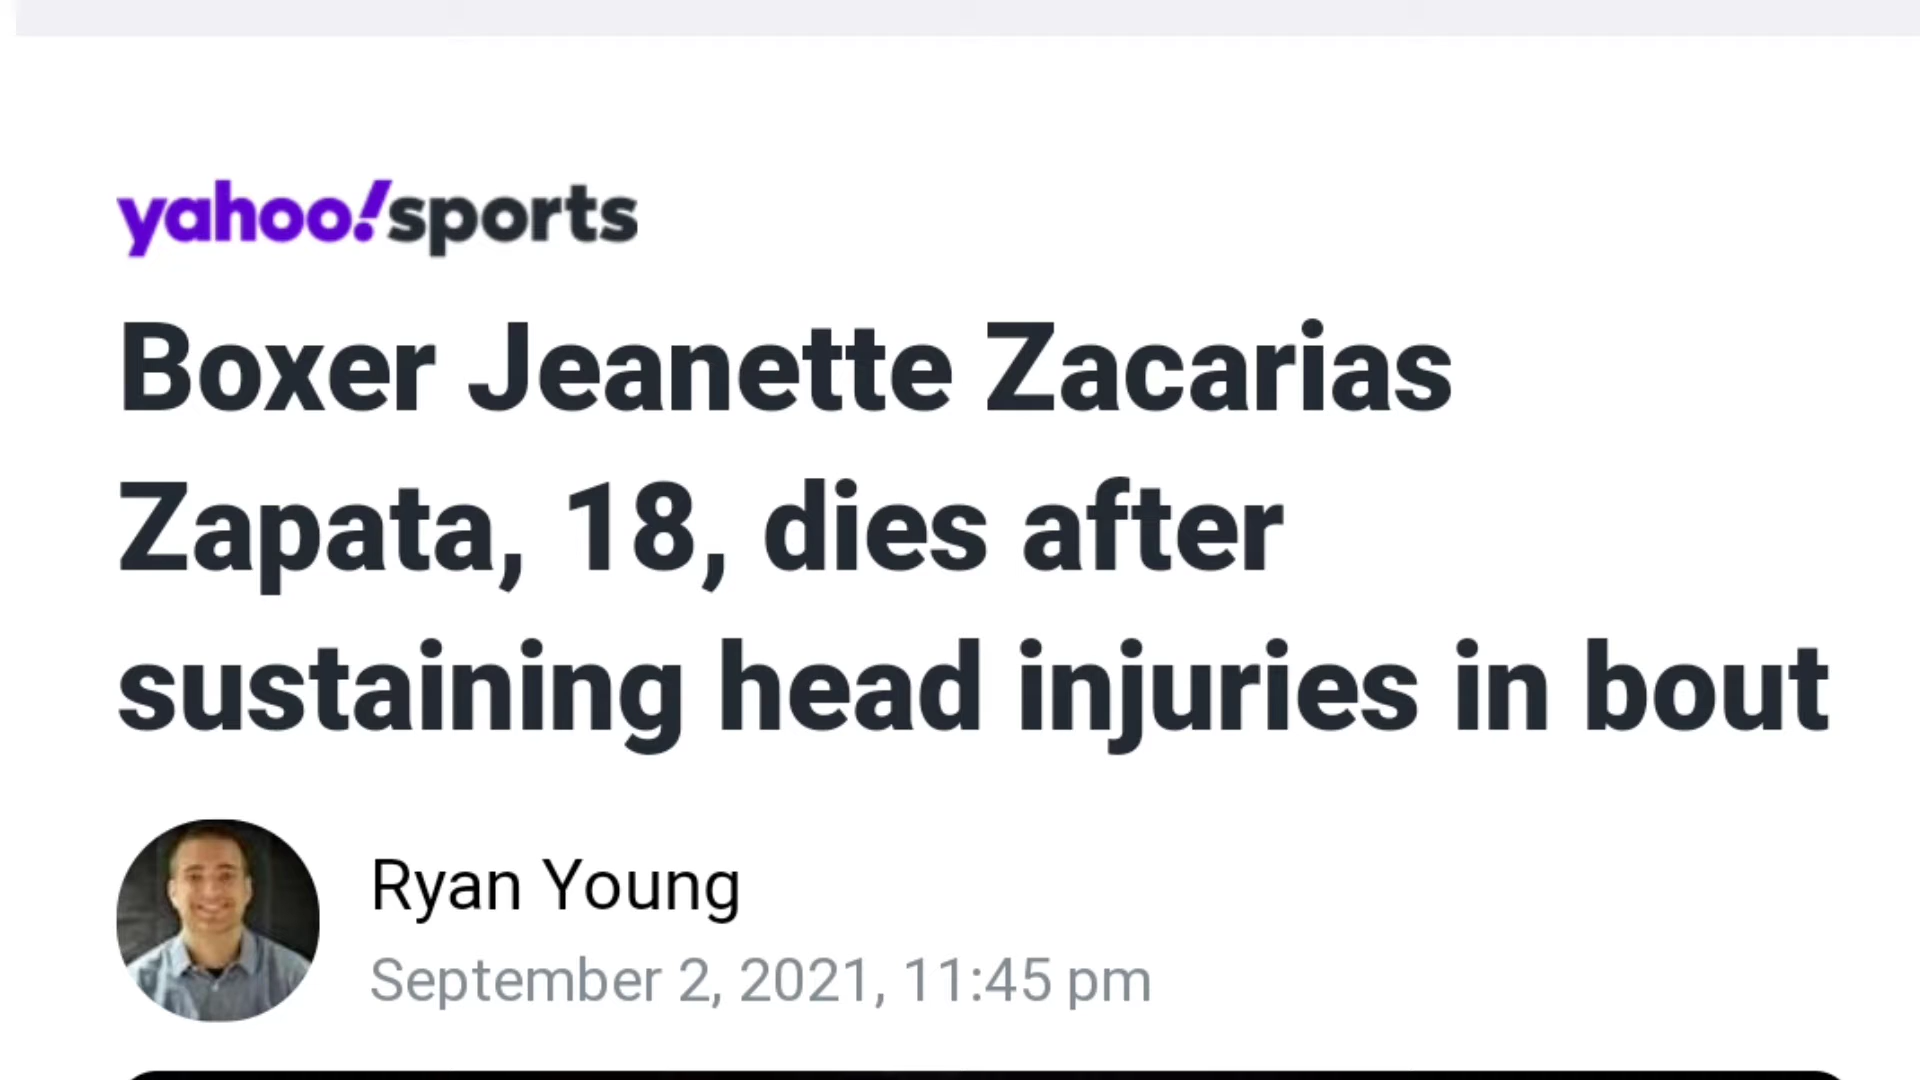 yahoo!sports
Boxer Jeanette Zacarias
Zapata, 18, dies after
sustaining head injuries in bout
Ryan Young
September 2, 2021, 11:45 pm